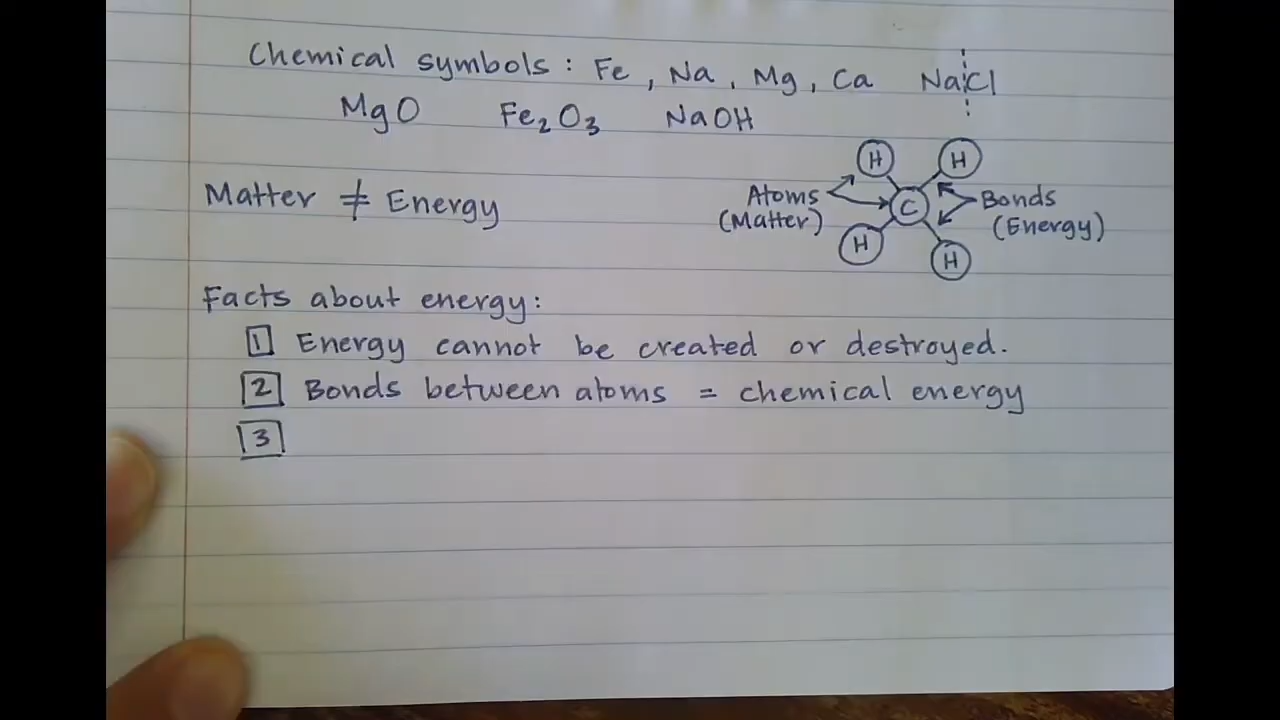 Chemical symbols : Fe , Na , Mg , Ca NaCl
MgO Fe₂O₃ NaOH
Matter ≠ Energy
H H
Atoms C Bonds
(Matter) (Energy)
H H
Facts about energy:
1 Energy cannot be created or destroyed.
2 Bonds between atoms = chemical energy
3